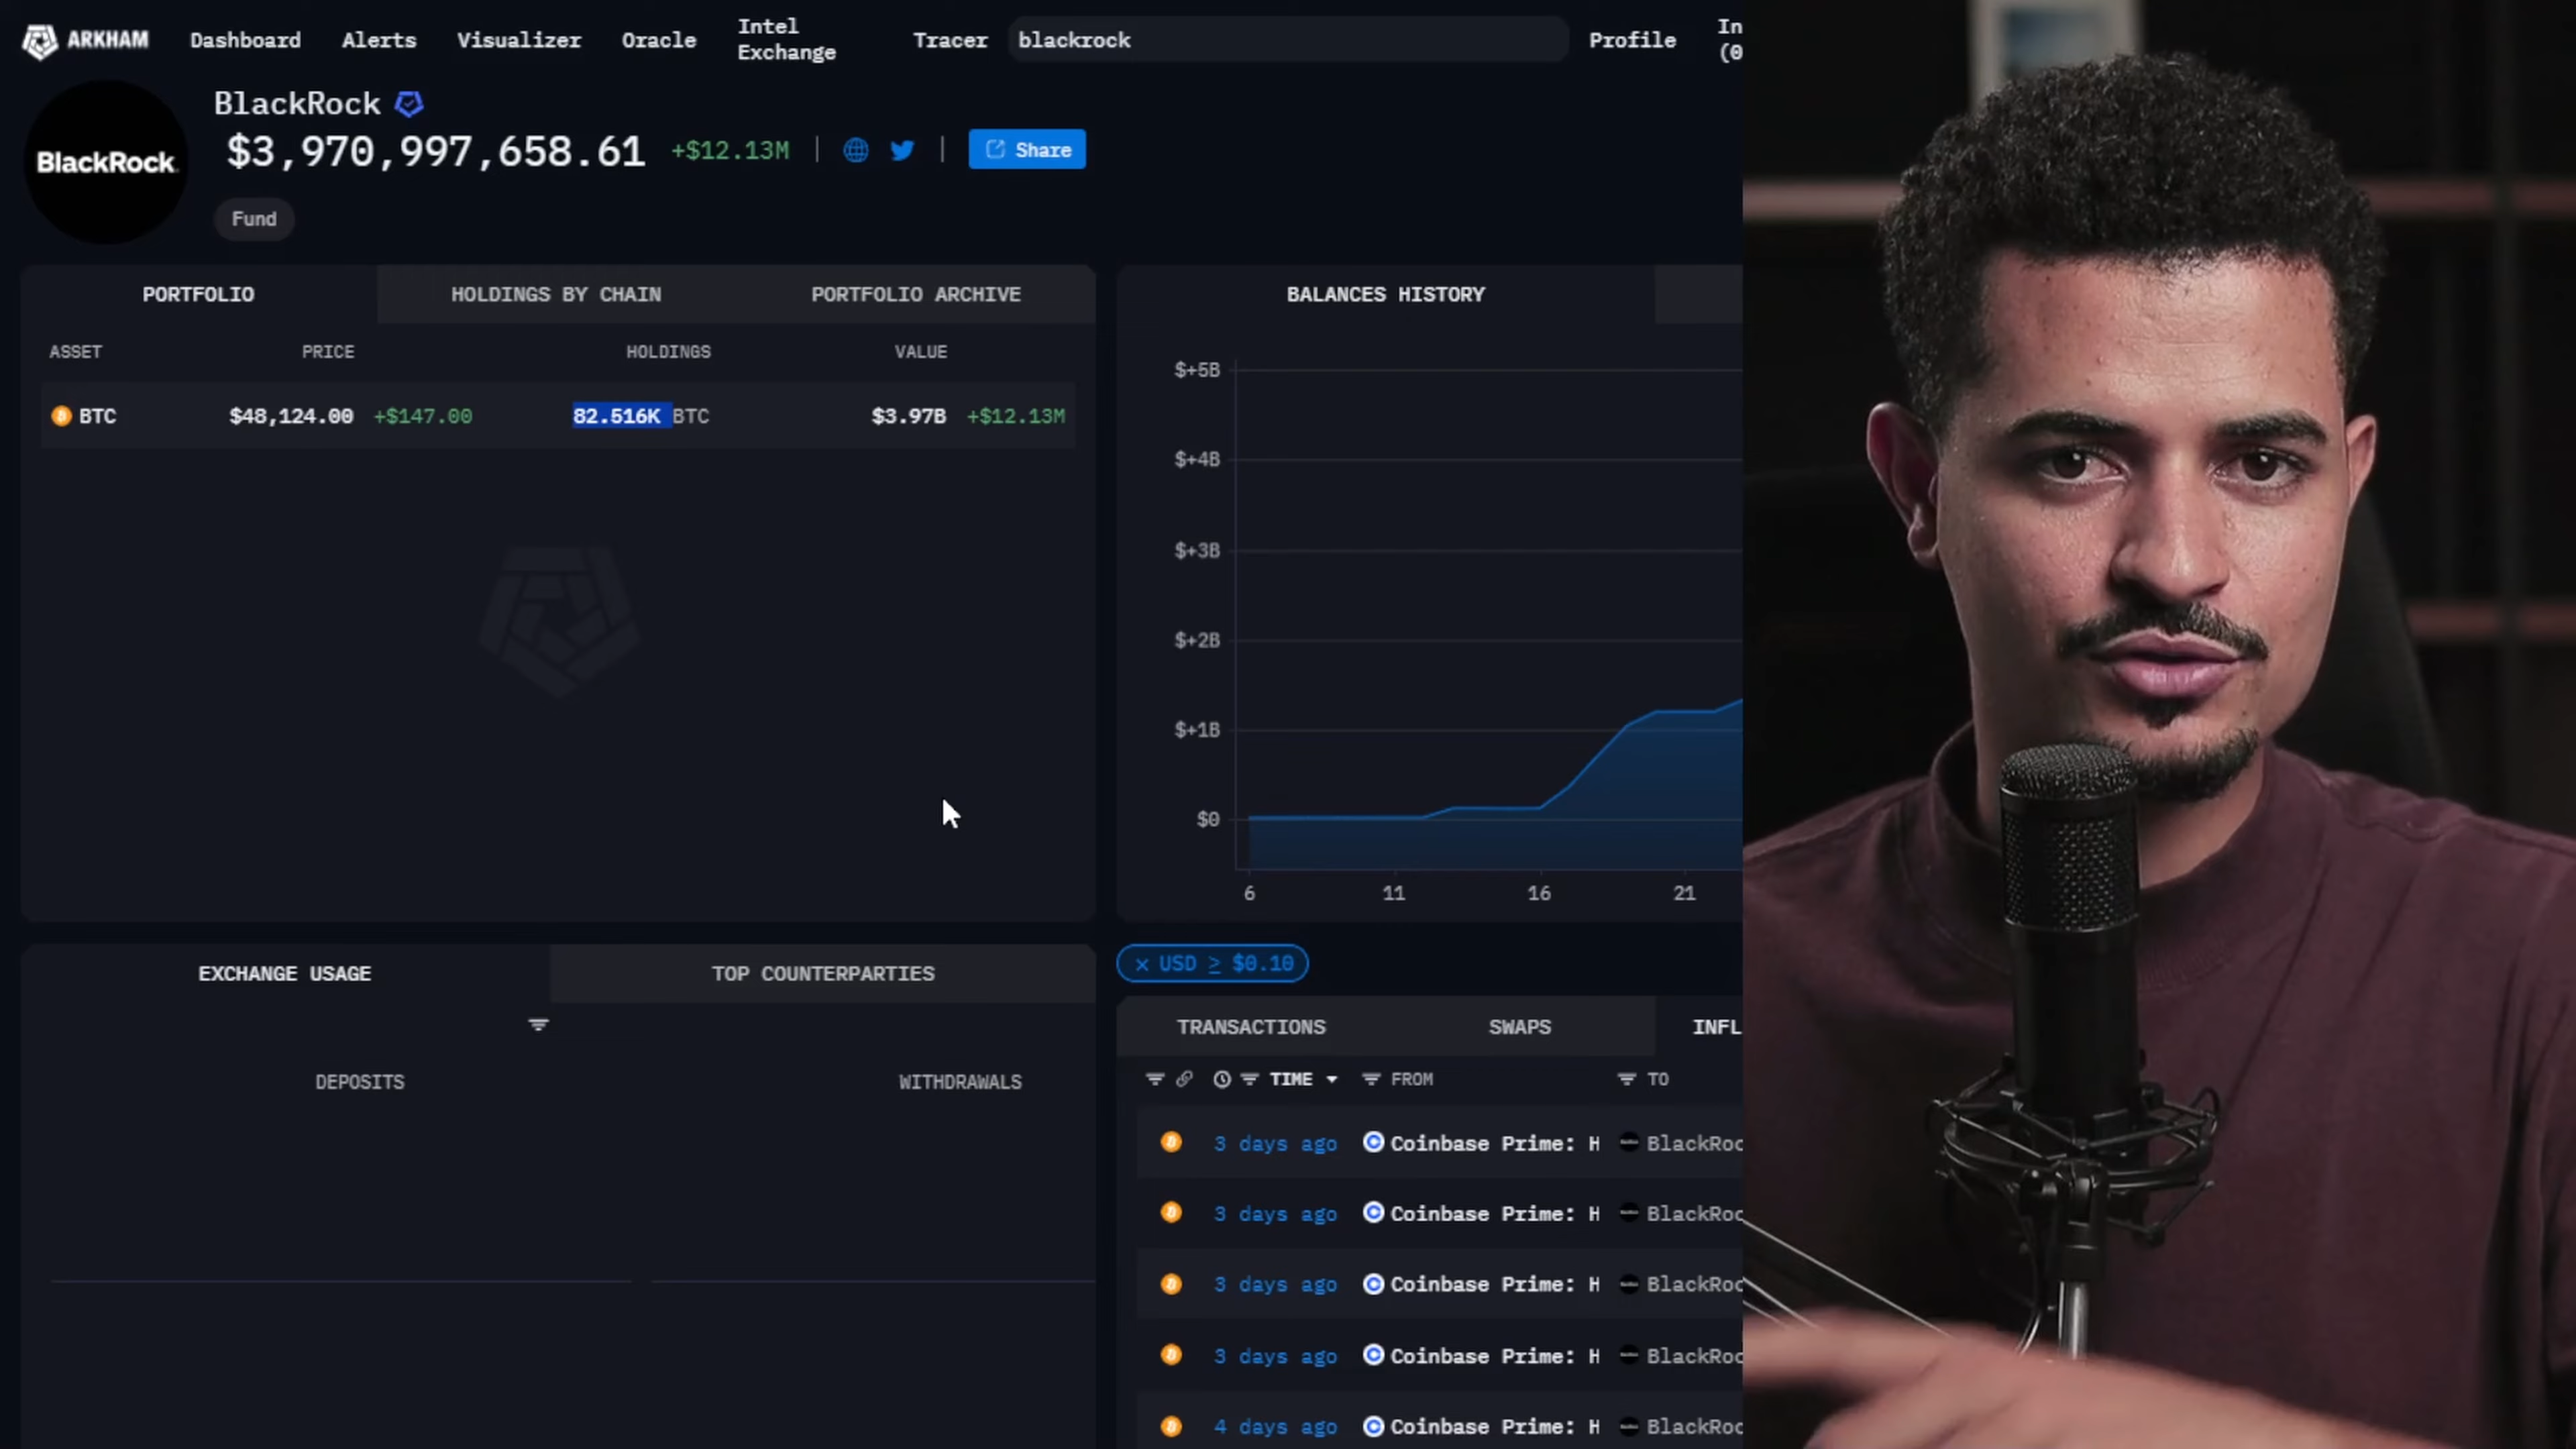 ARKHAM Dashboard Alerts Visualizer Oracle Intel Exchange Tracer blackrock Profile In (0
BlackRock
BlackRock
$3,970,997,658.61 +$12.13M Share
Fund
PORTFOLIO HOLDINGS BY CHAIN PORTFOLIO ARCHIVE
ASSET PRICE HOLDINGS VALUE
BTC $48,124.00 +$147.00 82.516K BTC $3.97B +$12.13M
BALANCES HISTORY
$+5B
$+4B
$+3B
$+2B
$+1B
$0
6 11 16 21
EXCHANGE USAGE TOP COUNTERPARTIES
DEPOSITS WITHDRAWALS
× USD ≥ $0.10
TRANSACTIONS SWAPS INFL
TIME FROM TO
3 days ago Coinbase Prime: H BlackRoc
3 days ago Coinbase Prime: H BlackRoc
3 days ago Coinbase Prime: H BlackRoc
3 days ago Coinbase Prime: H BlackRoc
4 days ago Coinbase Prime: H BlackRoc